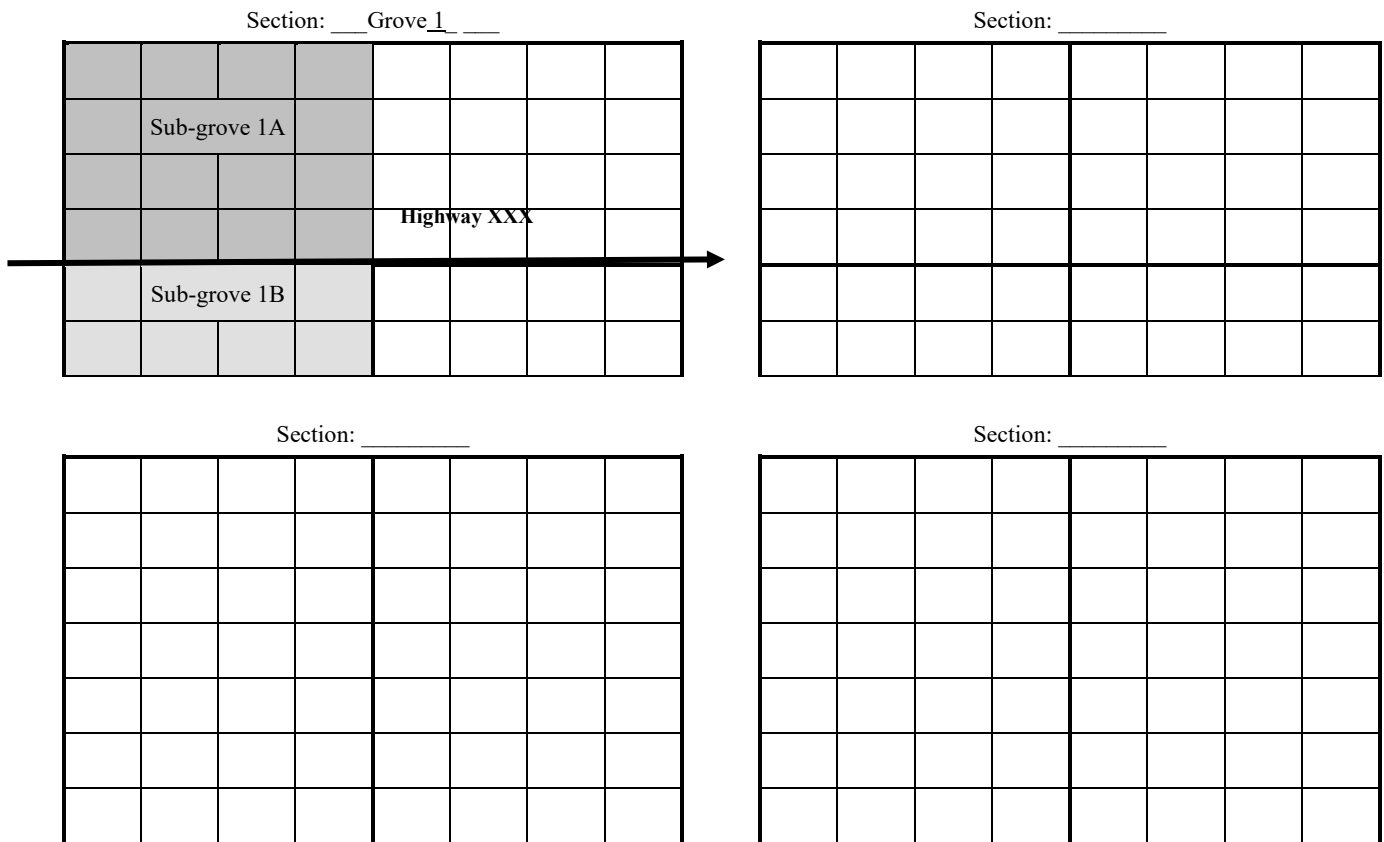 Section: ___Grove 1_ ___
Section: _________
Sub-grove 1A
Highway XXX
Sub-grove 1B
Section: _________
Section: _________